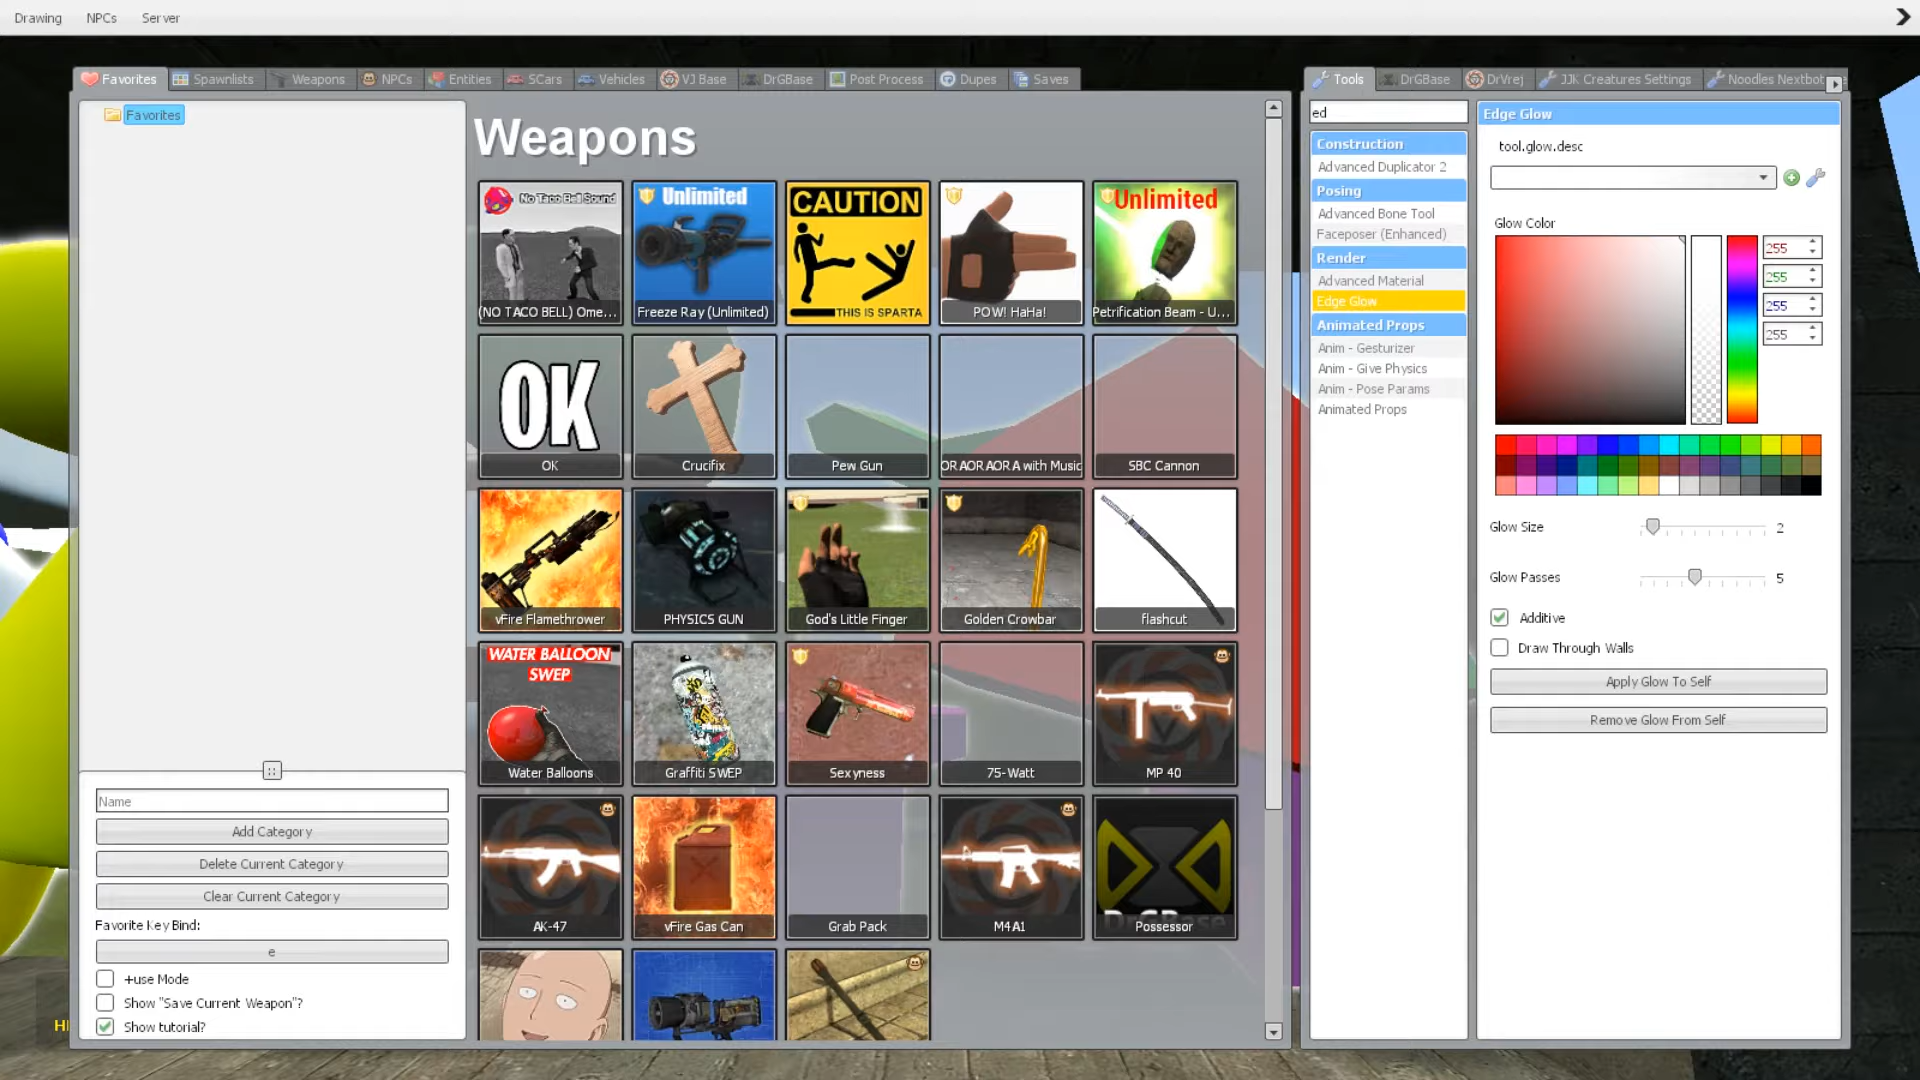 Drawing NPCs Server
Favorites Spawnlists Weapons NPCs Entities SCars Vehicles VJ Base DrGBase Post Process Dupes Saves
Favorites
Weapons
No Taco Bell Sound
(NO TACO BELL) Ome...
Unlimited
Freeze Ray (Unlimited)
CAUTION
THIS IS SPARTA
POW! HaHa!
Unlimited
Petrification Beam - U...
OK
OK
Crucifix
Pew Gun
ORAORAORA with Music
SBC Cannon
vFire Flamethrower
PHYSICS GUN
God's Little Finger
Golden Crowbar
flashcut
WATER BALLOON
SWEP
Water Balloons
Graffiti SWEP
Sexyness
75-Watt
MP 40
AK-47
vFire Gas Can
Grab Pack
M4A1
DrGBase
Possessor
Name
Add Category
Delete Current Category
Clear Current Category
Favorite Key Bind:
e
+use Mode
Show "Save Current Weapon"?
Show tutorial?
Tools DrGBase DrVrej JJK Creatures Settings Noodles Nextbot
ed
Construction
Advanced Duplicator 2
Posing
Advanced Bone Tool
Faceposer (Enhanced)
Render
Advanced Material
Edge Glow
Animated Props
Anim - Gesturizer
Anim - Give Physics
Anim - Pose Params
Animated Props
Edge Glow
tool.glow.desc
Glow Color
255
255
255
255
Glow Size 2
Glow Passes 5
Additive
Draw Through Walls
Apply Glow To Self
Remove Glow From Self